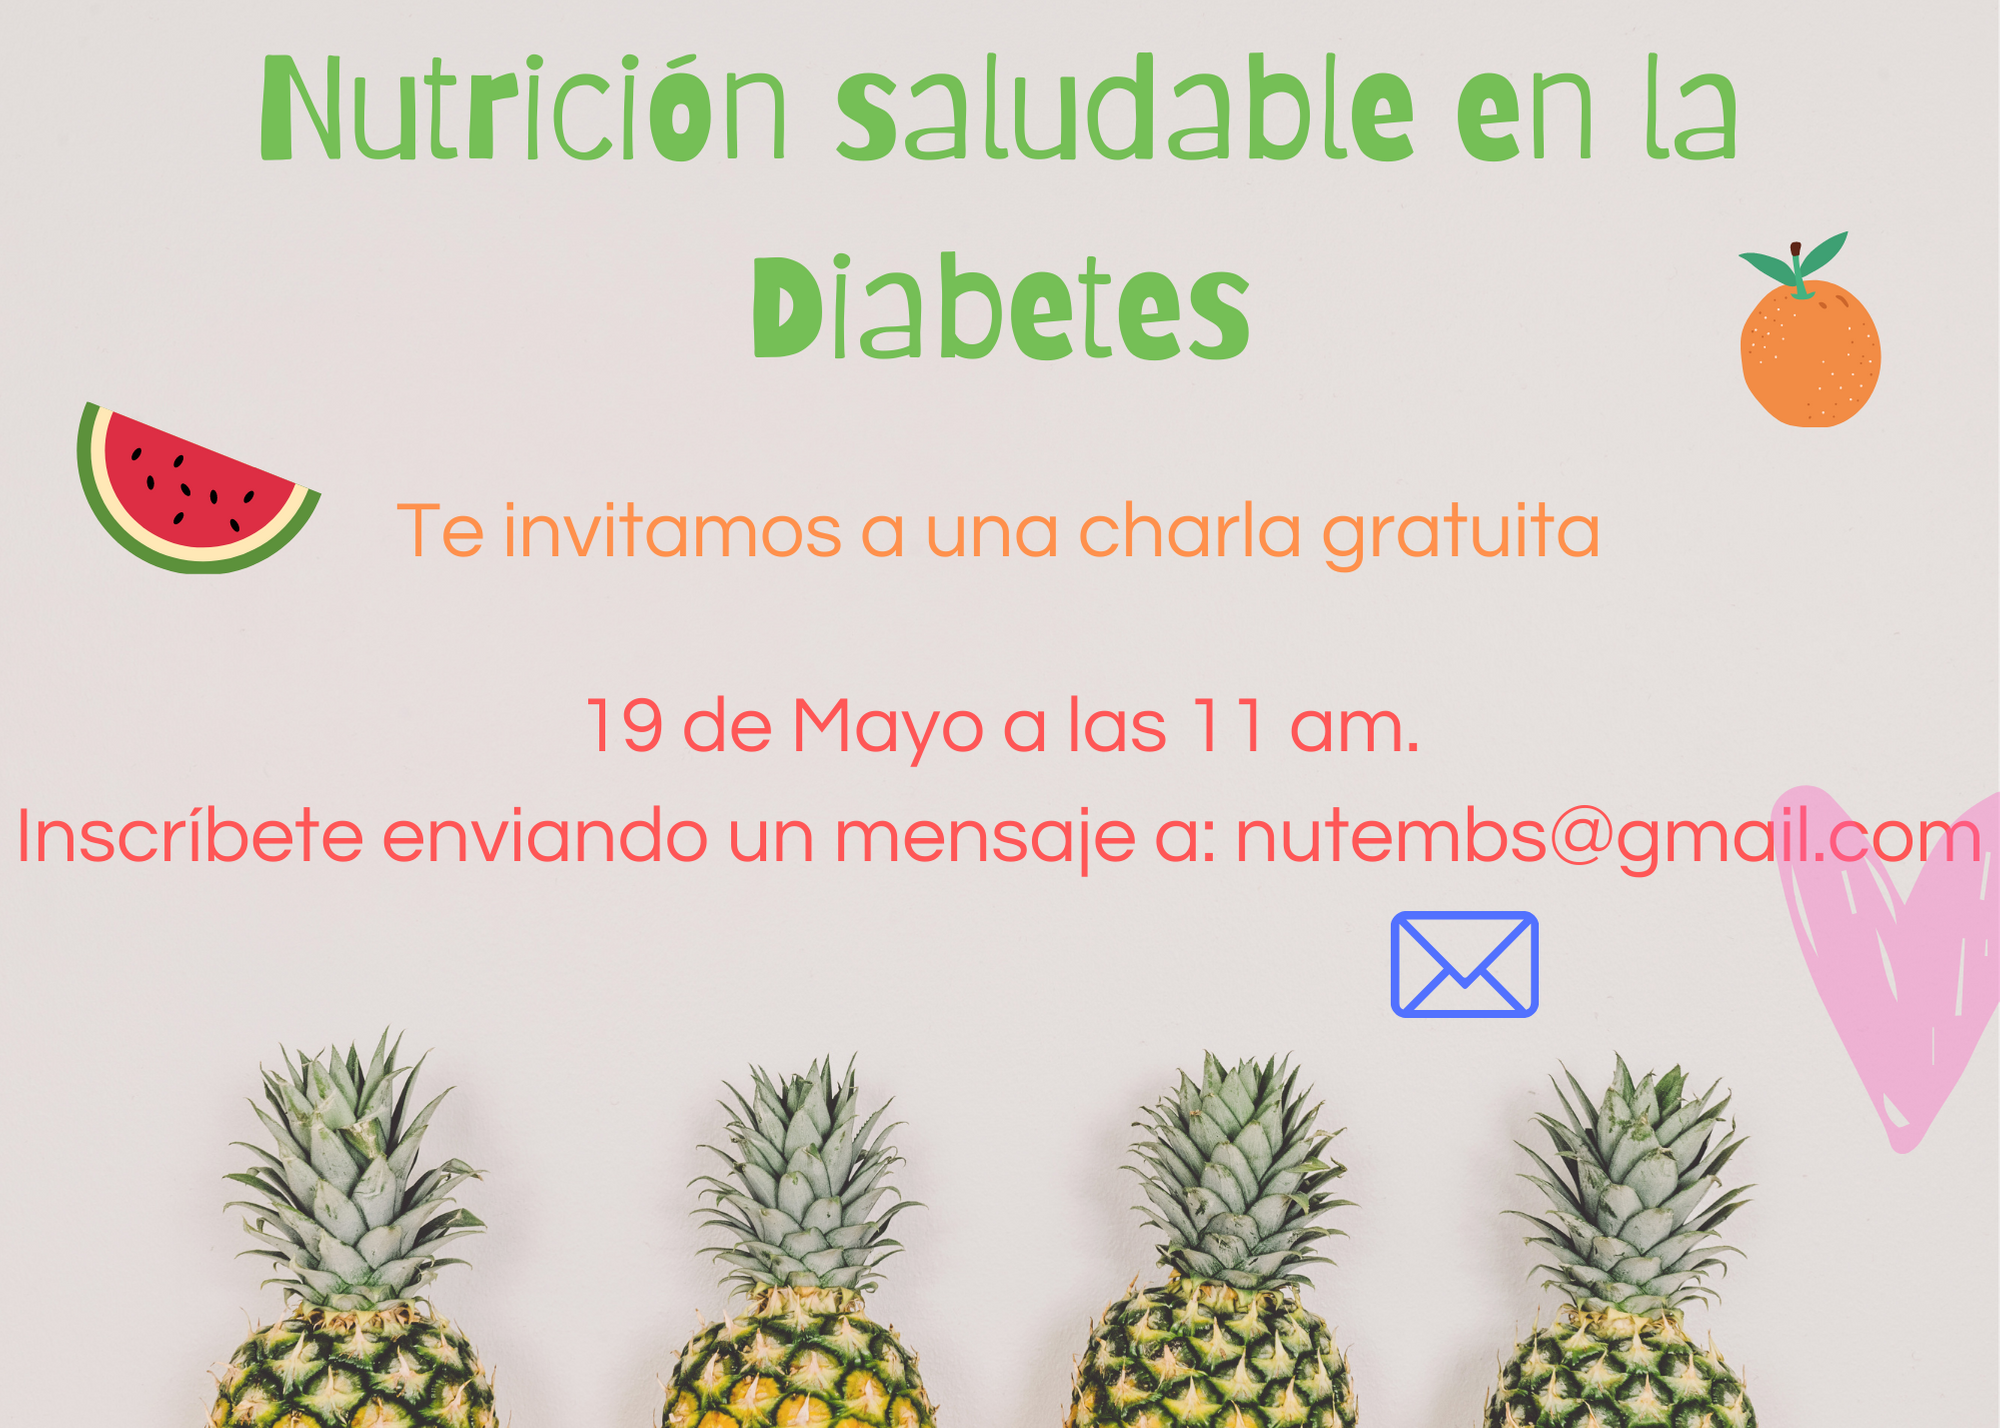 Nutrición saludable en la
Diabetes
Te invitamos a una charla gratuita
19 de Mayo a las 11 am.
Inscríbete enviando un mensaje a: nutembs@gmail.com